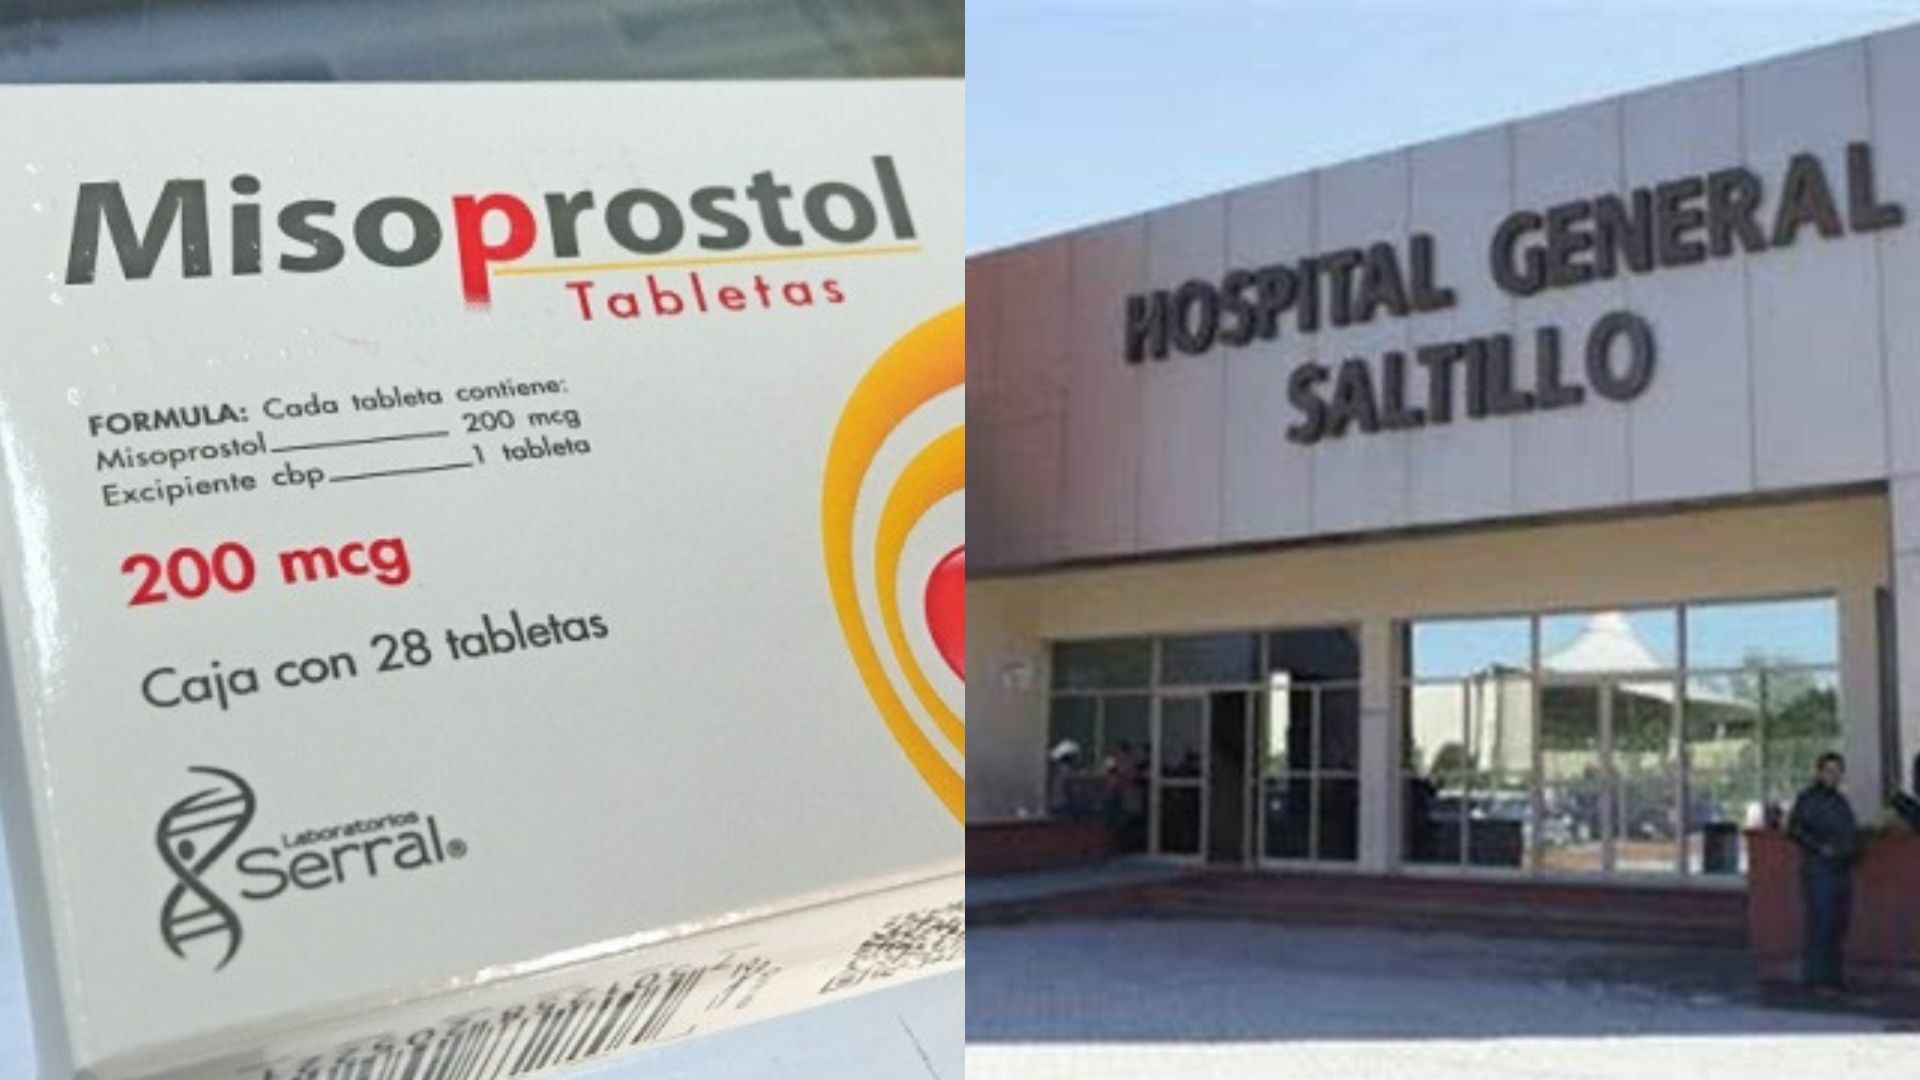 Misoprostol
Tabletas
FORMULA: Cada tableta contiene:
Misoprostol 200 mcg
Excipiente cbp 1 tableta
200 mcg
Caja con 28 tabletas
Laboratorios
Serral®
HOSPITAL GENERAL
SALTILLO